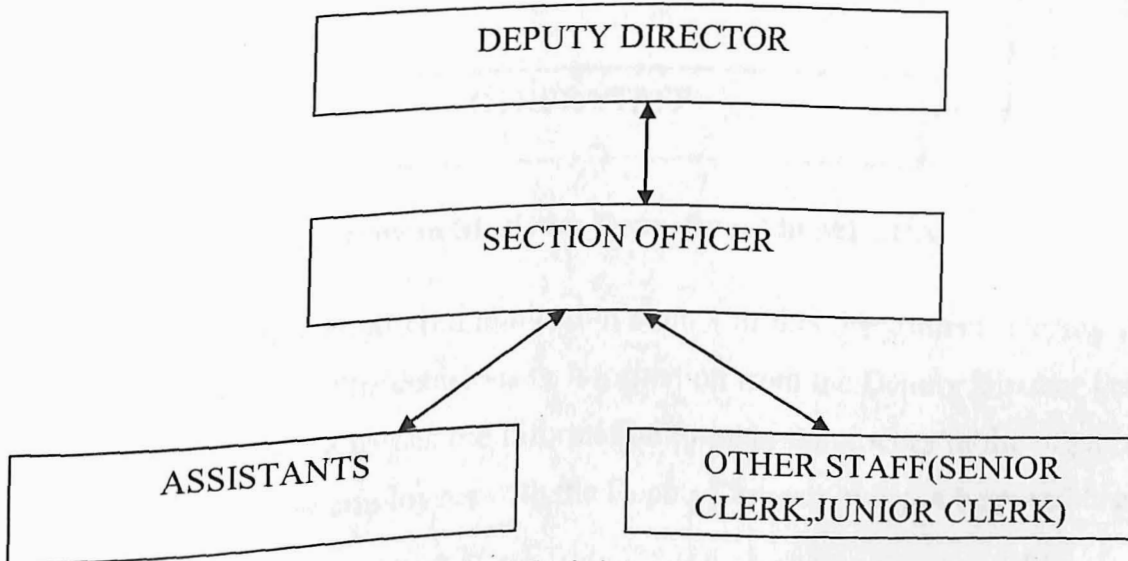 DEPUTY DIRECTOR
SECTION OFFICER
ASSISTANTS
OTHER STAFF(SENIOR
CLERK,JUNIOR CLERK)